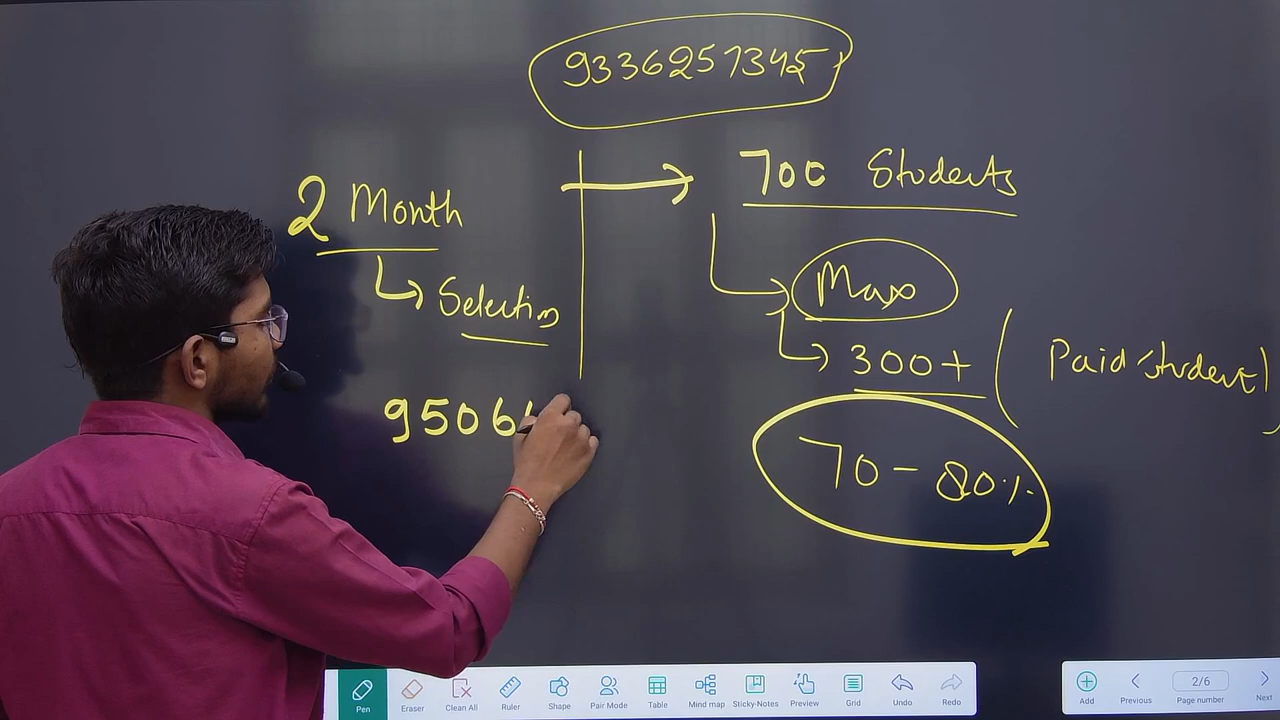 9336257345
2 Month
Selection
9506
700 Students
Max
300+ (Paid student)
70-80%
Pen
Eraser
Clean All
Ruler
Shape
Pair Mode
Table
Mind map
Sticky-Notes
Preview
Grid
Undo
Redo
Add
Previous
2/6
Page number
Next